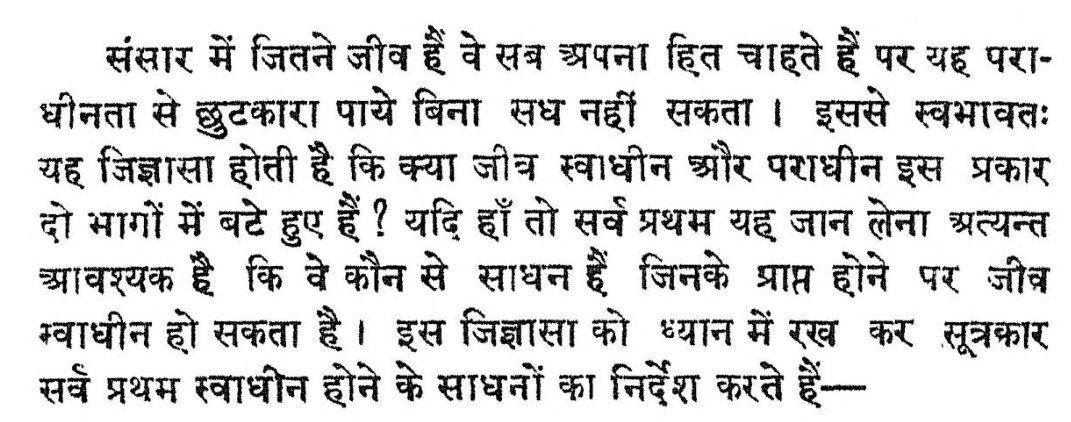 संसार में जितने जीव हैं वे सब अपना हित चाहते हैं पर यह परा-
धीनता से छुटकारा पाये बिना सध नहीं सकता । इससे स्वभावतः
यह जिज्ञासा होती है कि क्या जीव स्वाधीन और पराधीन इस प्रकार
दो भागों में बटे हुए हैं ? यदि हाँ तो सर्व प्रथम यह जान लेना अत्यन्त
आवश्यक है कि वे कौन से साधन हैं जिनके प्राप्त होने पर जीव
स्वाधीन हो सकता है । इस जिज्ञासा को ध्यान में रख कर सूत्रकार
सर्व प्रथम स्वाधीन होने के साधनों का निर्देश करते हैं—